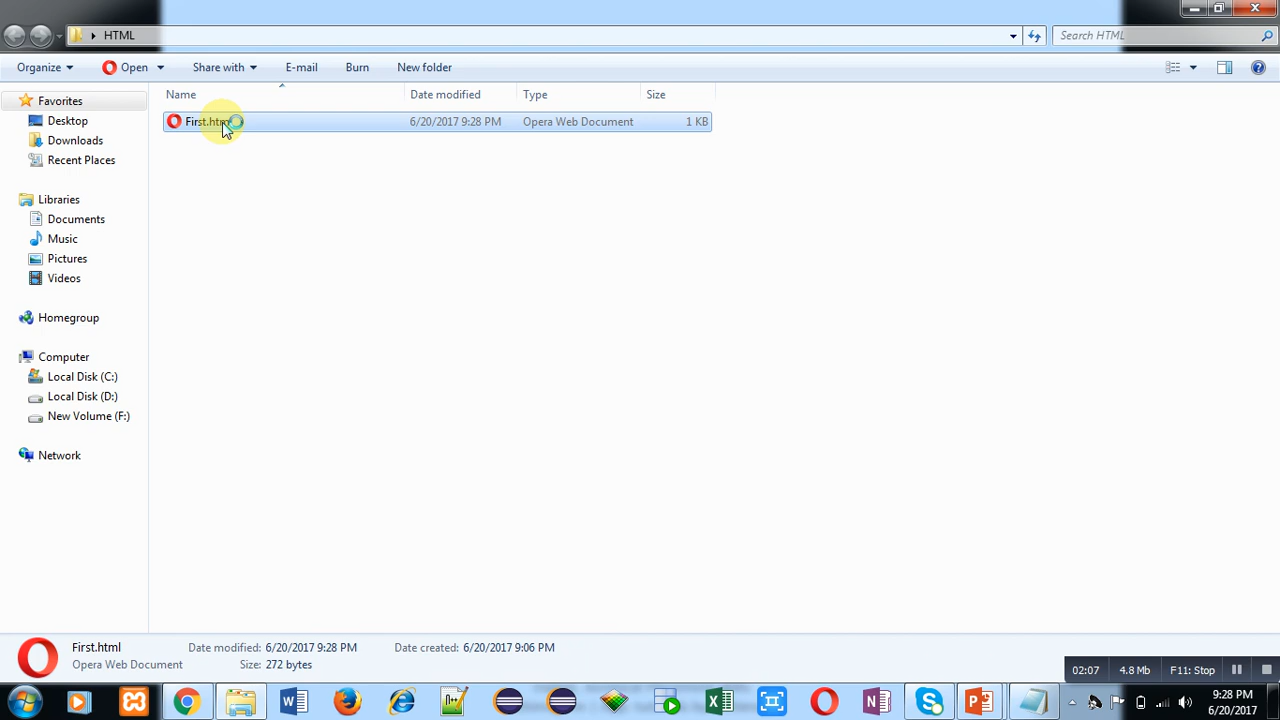 HTML
Search HTML
Organize
Open
Share with
E-mail
Burn
New folder
Name
Date modified
Type
Size
Favorites
Desktop
Downloads
Recent Places
Libraries
Documents
Music
Pictures
Videos
Homegroup
Computer
Local Disk (C:)
Local Disk (D:)
New Volume (F:)
Network
6/20/2017 9:28 PM
Opera Web Document
1 KB
First.html
Date modified: 6/20/2017 9:28 PM
Date created: 6/20/2017 9:06 PM
Opera Web Document
Size: 272 bytes
02:07
4.8 Mb
F11: Stop
9:28 PM
6/20/2017